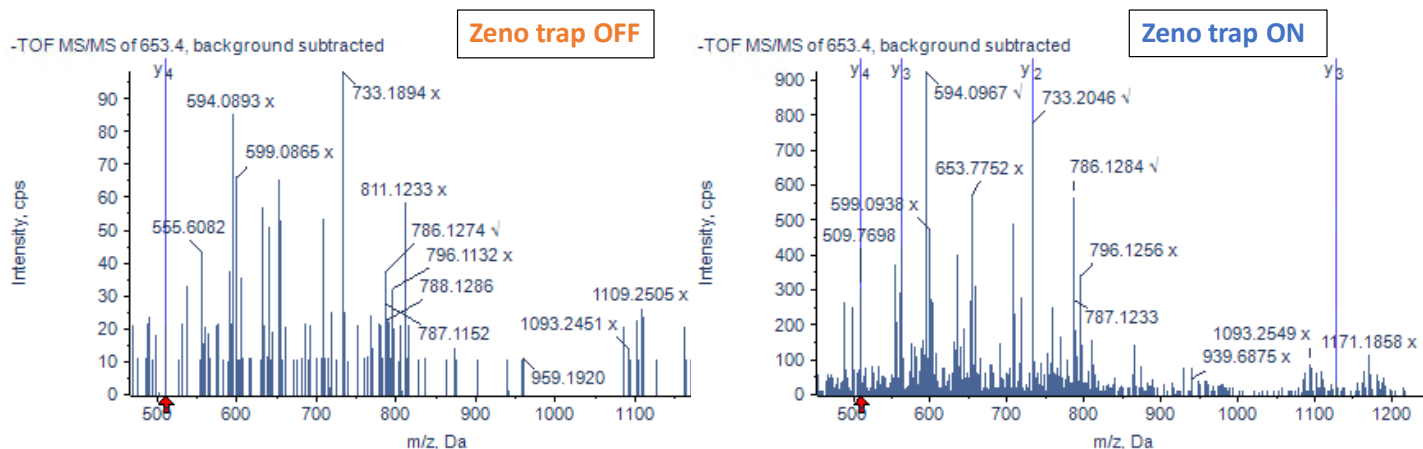 Zeno trap OFF
-TOF MS/MS of 653.4, background subtracted
y4
733.1894 x
594.0893 x
599.0865 x
811.1233 x
555.6082
786.1274 √
796.1132 x
788.1286
787.1152
1109.2505 x
1093.2451 x
959.1920
90
80
70
60
50
40
30
20
10
0
Intensity, cps
500 600 700 800 900 1000 1100
m/z, Da
Zeno trap ON
-TOF MS/MS of 653.4, background subtracted
y4 y3 y2 y3
594.0967 √
733.2046 √
653.7752 x
786.1284 √
599.0938 x
509.7698
796.1256 x
787.1233
1093.2549 x
1171.1858 x
939.6875 x
900
800
700
600
500
400
300
200
100
0
Intensity, cps
500 600 700 800 900 1000 1100 1200
m/z, Da